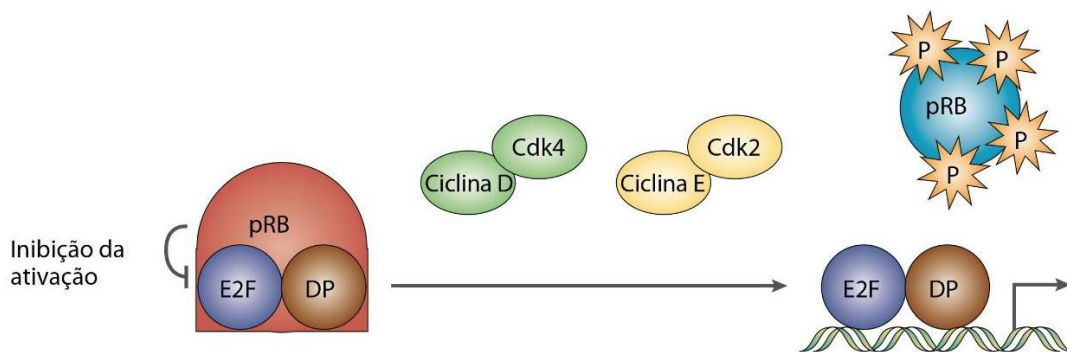 Inibição da
ativação
pRB
E2F
DP
Ciclina D
Cdk4
Ciclina E
Cdk2
P
P
pRB
P
P
E2F
DP